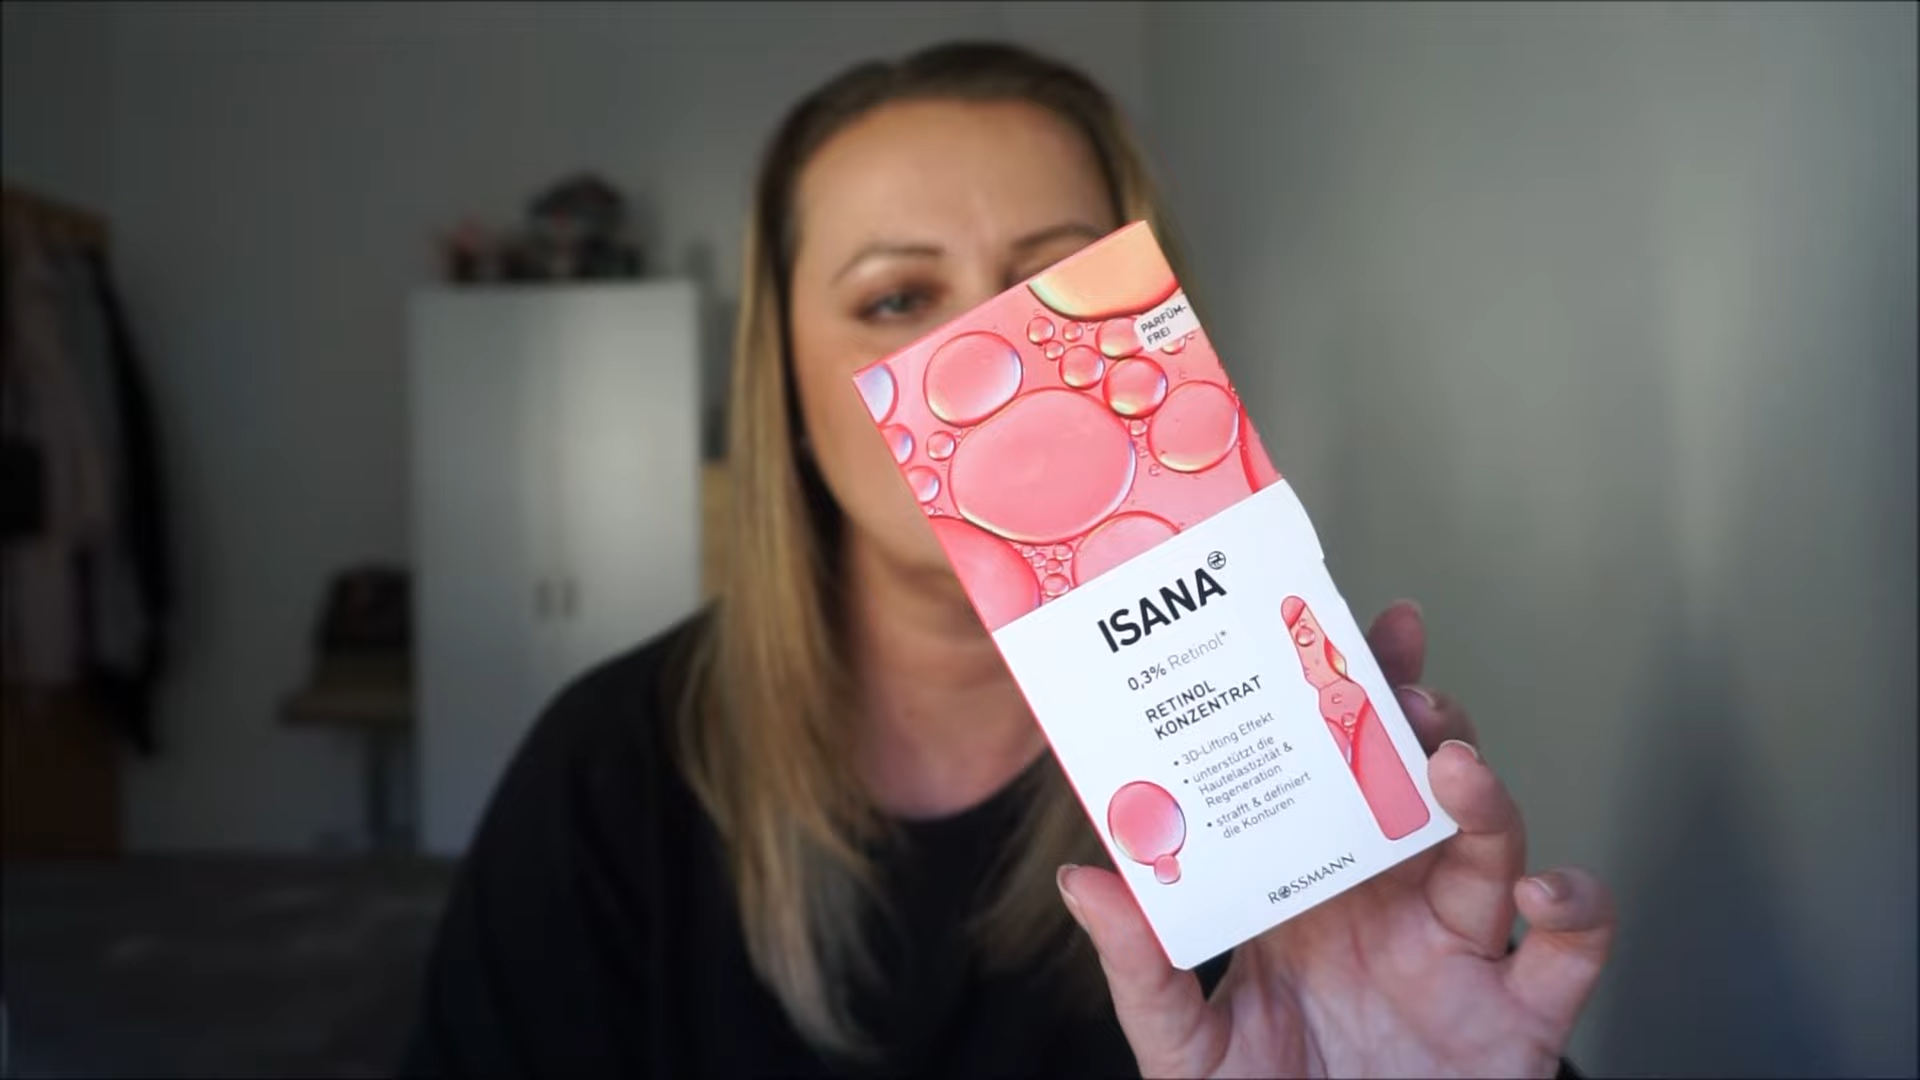 PARFÜM-
FREI
ISANA
0,3% Retinol*
RETINOL
KONZENTRAT
• 3D-Lifting Effekt
• unterstützt die
Hautelastizität &
Regeneration
• strafft & definiert
die Konturen
ROSSMANN